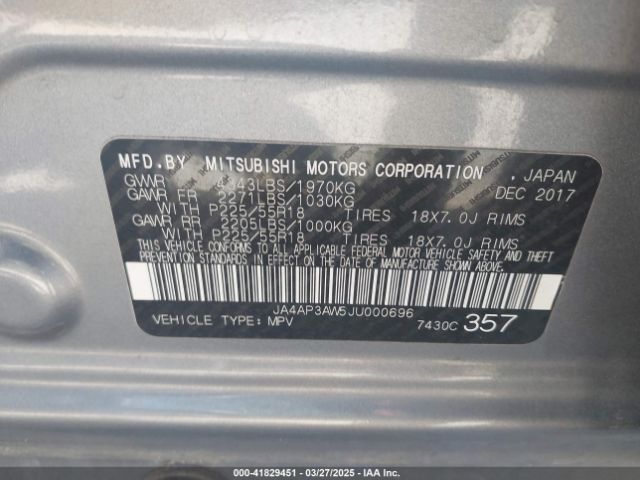 MFD.BY MITSUBISHI MOTORS CORPORATION , JAPAN
GVWR 4343LBS/1970KG DEC 2017
GAWR FR 2271LBS/1030KG
WITH P225/55R18 TIRES 18X7.0J RIMS
GAWR RR 2205LBS/1000KG
WITH P225/55R18 TIRES 18X7.0J RIMS
THIS VEHICLE CONFORMS TO ALL APPLICABLE FEDERAL MOTOR VEHICLE SAFETY AND THEFT
PREVENTION STANDARDS IN EFFECT ON THE DATE OF MANUFACTURE SHOWN ABOVE.
JA4AP3AW5JU000696
VEHICLE TYPE: MPV 7430C 357
000-41829451 | 03/27/2025 | IAA Inc.